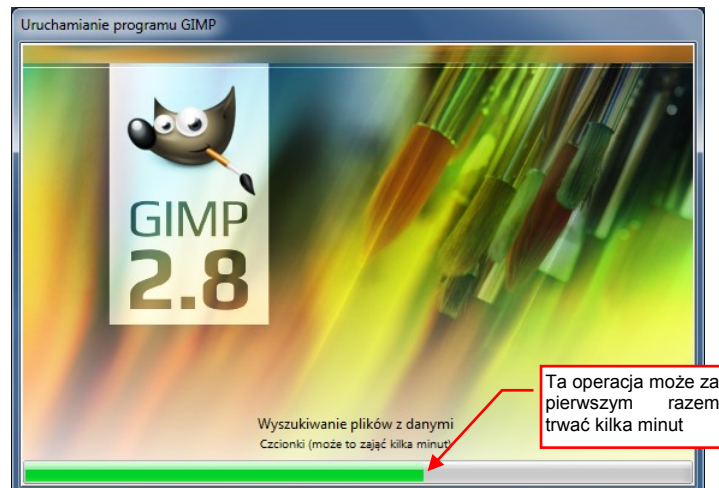 Uruchamianie programu GIMP
GIMP
2.8
Ta operacja może za
pierwszym razem
trwać kilka minut
Wyszukiwanie plików z danymi
Czcionki (może to zająć kilka minut)